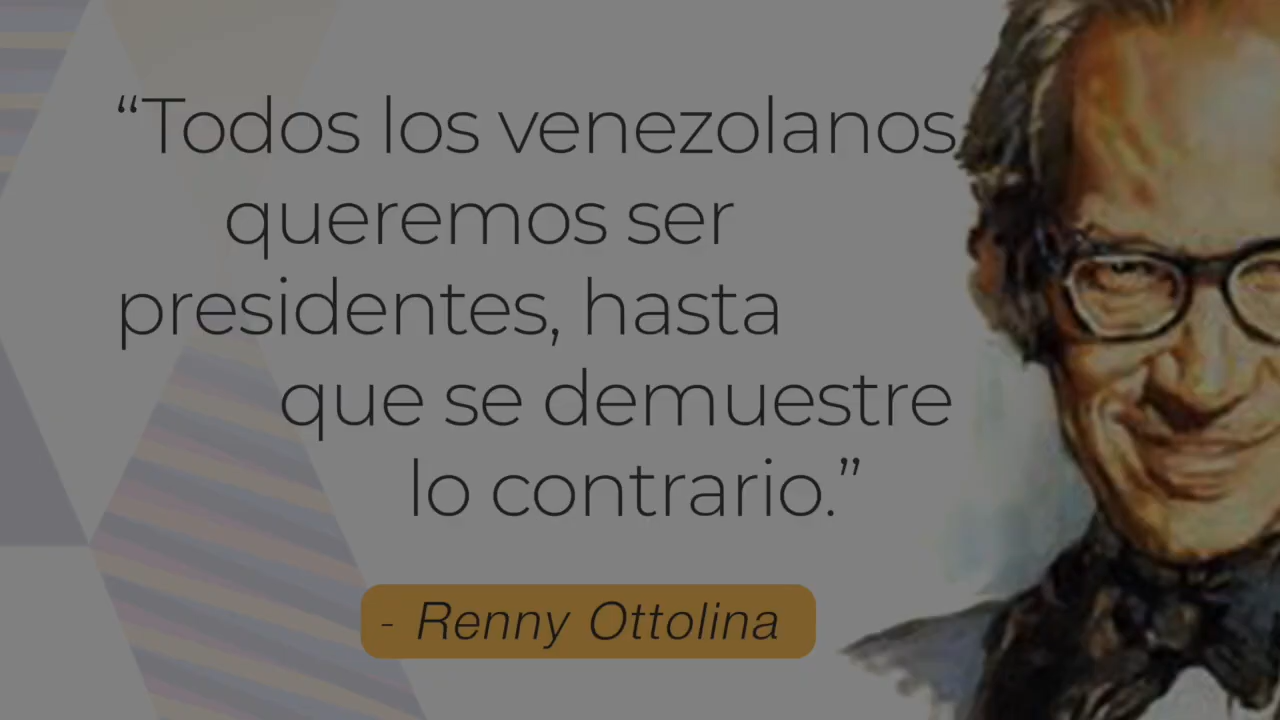 “Todos los venezolanos
queremos ser
presidentes, hasta
que se demuestre
lo contrario.”
- Renny Ottolina